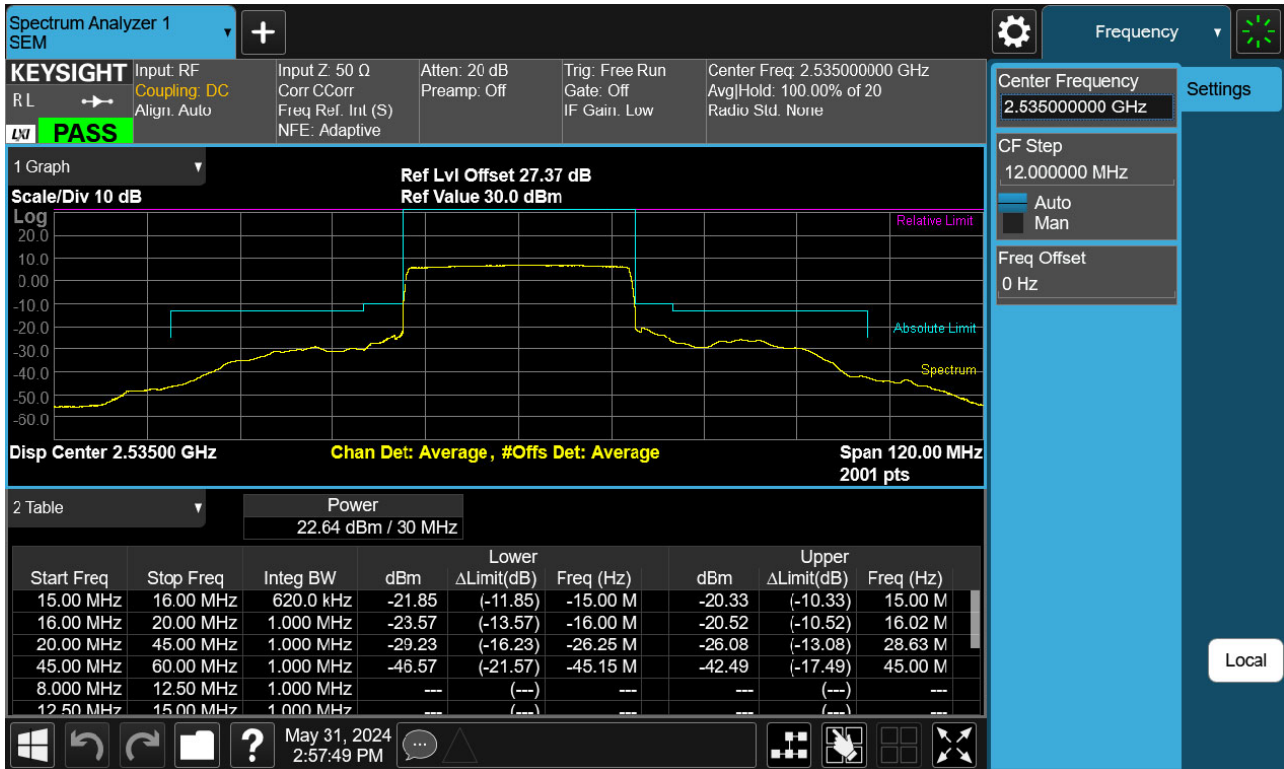 Spectrum Analyzer 1
SEM
+
Frequency
KEYSIGHT
R L
LXI PASS
Input: RF
Coupling: DC
Align: Auto
Input Z: 50 Ω
Corr CCorr
Freq Ref: Int (S)
NFE: Adaptive
Atten: 20 dB
Preamp: Off
Trig: Free Run
Gate: Off
IF Gain: Low
Center Freq: 2.535000000 GHz
Avg|Hold: 100.00% of 20
Radio Std: None
Center Frequency
2.535000000 GHz
Settings
CF Step
12.000000 MHz
Auto
Man
Freq Offset
0 Hz
Local
1 Graph
Scale/Div 10 dB
Ref Lvl Offset 27.37 dB
Ref Value 30.0 dBm
Log
20.0
10.0
0.00
-10.0
-20.0
-30.0
-40.0
-50.0
-60.0
Relative Limit
Absolute Limit
Spectrum
Disp Center 2.53500 GHz Chan Det: Average , #Offs Det: Average Span 120.00 MHz
2001 pts
2 Table
Power
22.64 dBm / 30 MHz
Lower Upper
Start Freq Stop Freq Integ BW dBm ΔLimit(dB) Freq (Hz) dBm ΔLimit(dB) Freq (Hz)
15.00 MHz 16.00 MHz 620.0 kHz -21.85 (-11.85) -15.00 M -20.33 (-10.33) 15.00 M
16.00 MHz 20.00 MHz 1.000 MHz -23.57 (-13.57) -16.00 M -20.52 (-10.52) 16.02 M
20.00 MHz 45.00 MHz 1.000 MHz -29.23 (-16.23) -26.25 M -26.08 (-13.08) 28.63 M
45.00 MHz 60.00 MHz 1.000 MHz -46.57 (-21.57) -45.15 M -42.49 (-17.49) 45.00 M
8.000 MHz 12.50 MHz 1.000 MHz --- (---) --- --- (---) ---
12.50 MHz 15.00 MHz 1.000 MHz --- (---) --- --- (---) ---
? May 31, 2024
2:57:49 PM